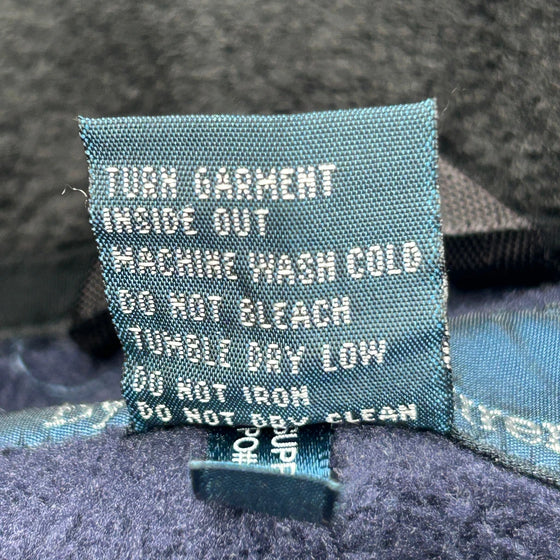 TURN GARMENT
INSIDE OUT
MACHINE WASH COLD
DO NOT BLEACH
TUMBLE DRY LOW
DO NOT IRON
DO NOT DRY CLEAN